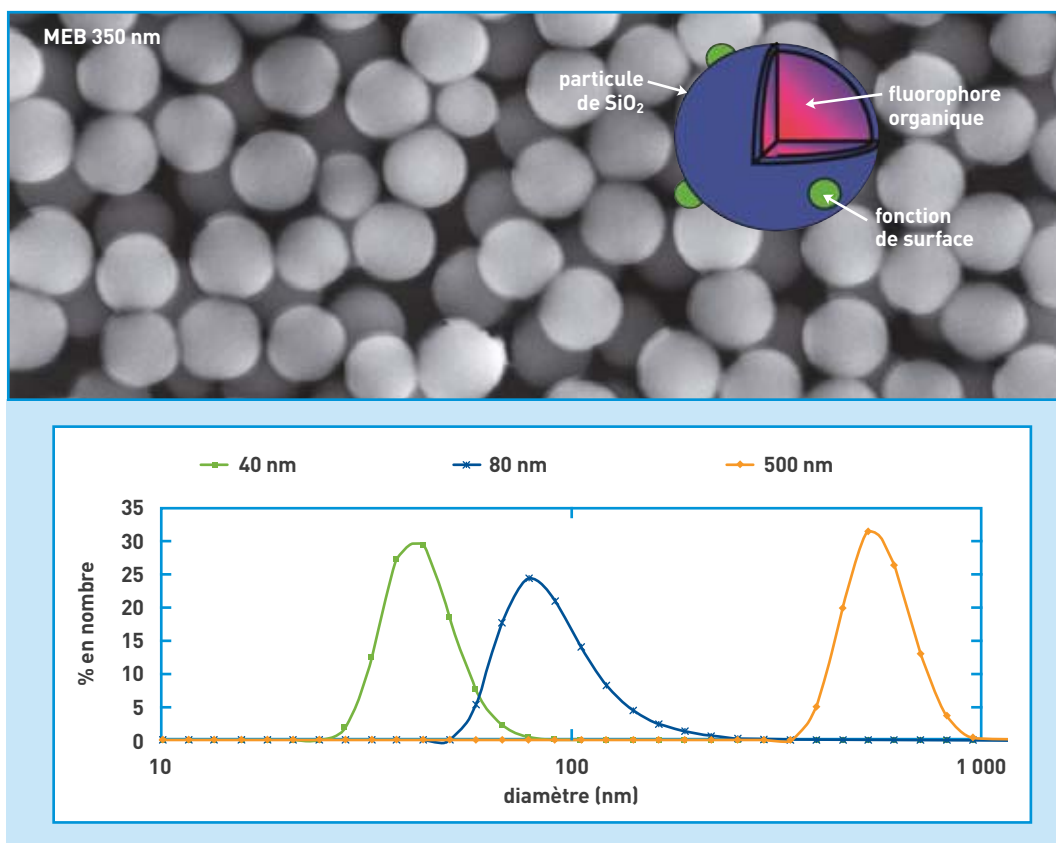 MEB 350 nm
particule
de SiO₂
fluorophore
organique
fonction
de surface
40 nm
80 nm
500 nm
% en nombre
35
30
25
20
15
10
5
0
10
100
1 000
diamètre (nm)